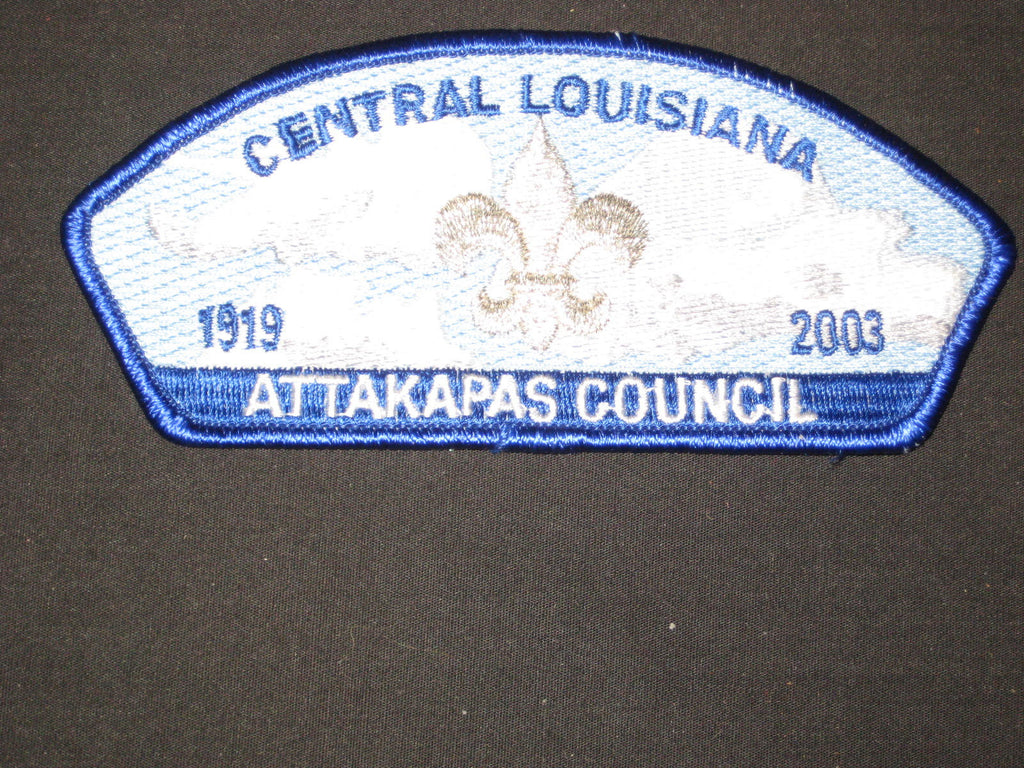 CENTRAL LOUISIANA
1919 2003
ATTAKAPAS COUNCIL